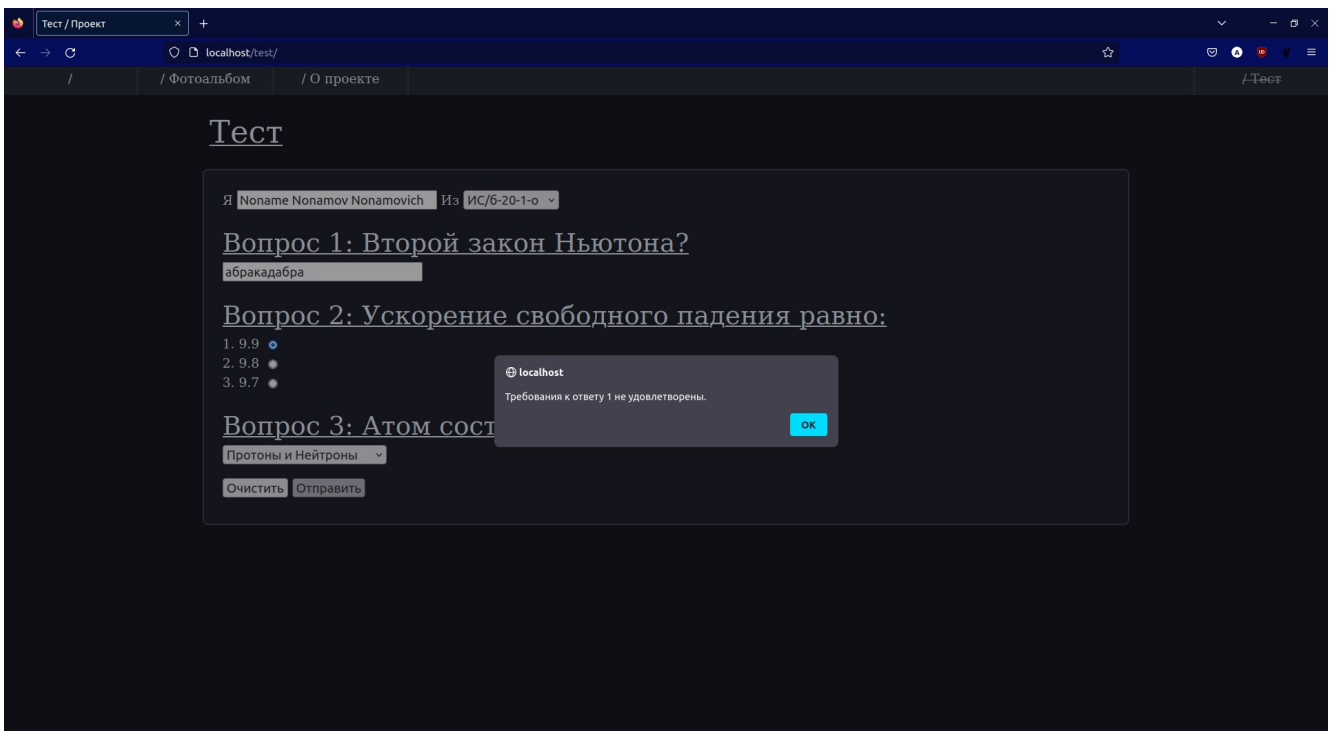 Тест / Проект
localhost/test/
/ / Фотоальбом / О проекте / Тест
Тест
Я Noname Nonamov Nonamovich Из ИС/б-20-1-о
Вопрос 1: Второй закон Ньютона?
абракадабра
Вопрос 2: Ускорение свободного падения равно:
1. 9.9
2. 9.8
3. 9.7
localhost
Требования к ответу 1 не удовлетворены.
OK
Вопрос 3: Атом сост
Протоны и Нейтроны
Очистить Отправить